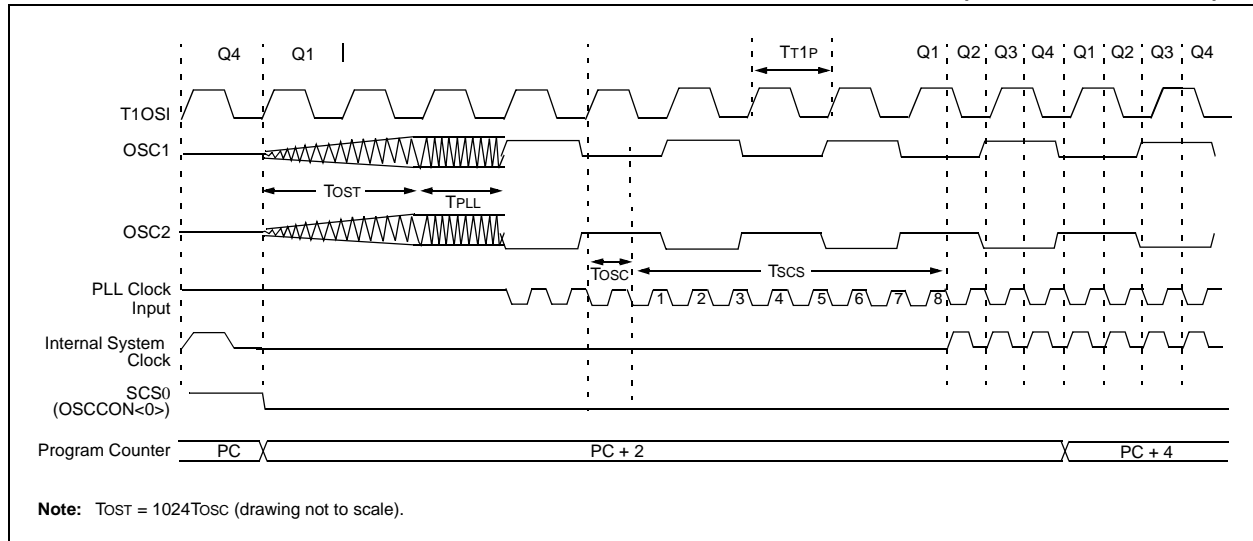 Q4 Q1 TT1P Q1 Q2 Q3 Q4 Q1 Q2 Q3 Q4
T1OSI
OSC1
TOST TPLL
OSC2
TOSC TSCS
PLL Clock Input
1 2 3 4 5 6 7 8
Internal System Clock
SCS0
(OSCCON<0>)
Program Counter PC PC + 2 PC + 4
Note: TOST = 1024TOSC (drawing not to scale).